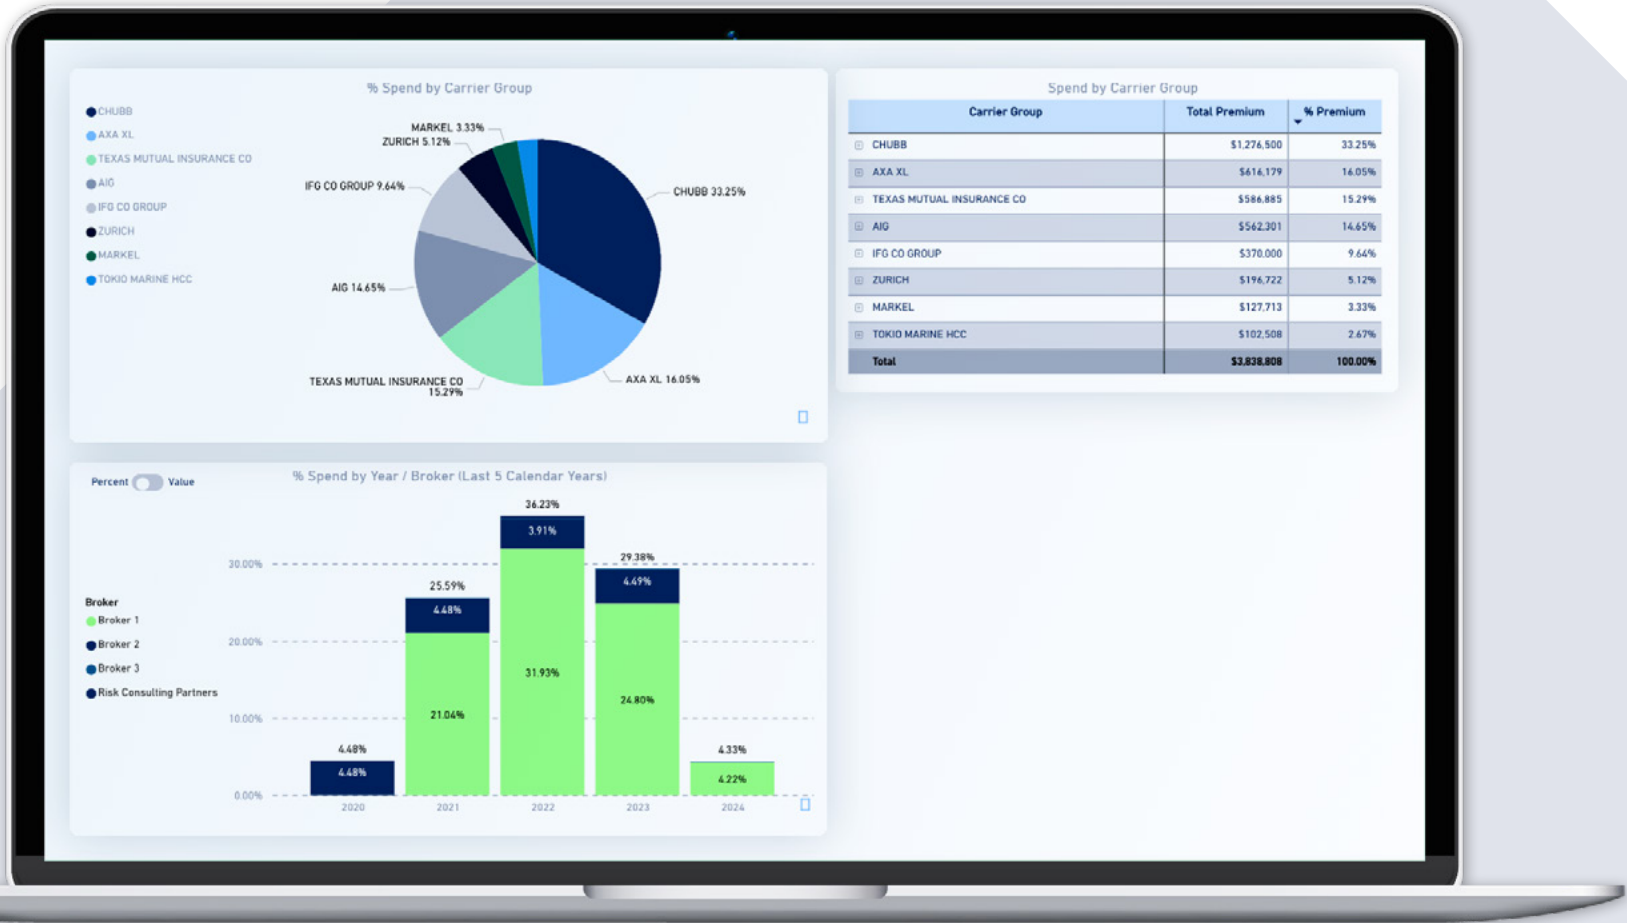 % Spend by Carrier Group
CHUBB
AXA XL
TEXAS MUTUAL INSURANCE CO
AIG
IFG CO GROUP
ZURICH
MARKEL
TOKIO MARINE HCC
MARKEL 3.33%
ZURICH 5.12%
IFG CO GROUP 9.64%
CHUBB 33.25%
AIG 14.65%
TEXAS MUTUAL INSURANCE CO
15.29%
AXA XL 16.05%
Spend by Carrier Group
Carrier Group Total Premium % Premium
CHUBB $1,276,500 33.25%
AXA XL $616,179 16.05%
TEXAS MUTUAL INSURANCE CO $586,885 15.29%
AIG $562,301 14.65%
IFG CO GROUP $370,000 9.64%
ZURICH $196,722 5.12%
MARKEL $127,713 3.33%
TOKIO MARINE HCC $102,508 2.67%
Total $3,838,808 100.00%
Percent Value
% Spend by Year / Broker (Last 5 Calendar Years)
Broker
Broker 1
Broker 2
Broker 3
Risk Consulting Partners
30.00%
20.00%
10.00%
0.00%
36.23%
3.91%
29.38%
25.59%
4.49%
4.48%
31.93%
24.80%
21.04%
4.48%
4.33%
4.48%
4.22%
2020 2021 2022 2023 2024